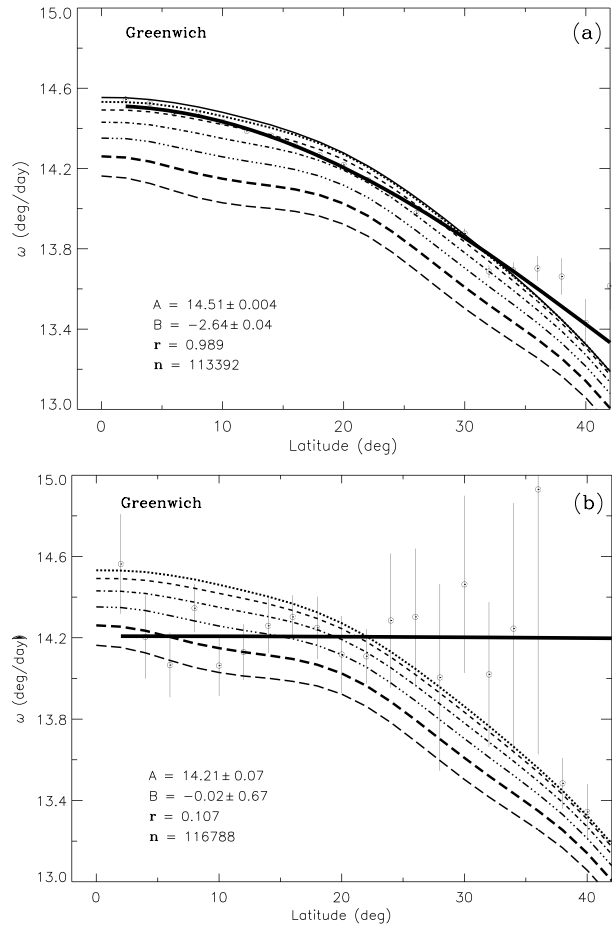 15.0
Greenwich
(a)
14.6
14.2
13.8
13.4
13.0
ω (deg/day)
A = 14.51± 0.004
B = −2.64± 0.04
r = 0.989
n = 113392
0 10 20 30 40
Latitude (deg)
15.0
Greenwich
(b)
14.6
14.2
13.8
13.4
13.0
ω (deg/day)
A = 14.21± 0.07
B = −0.02± 0.67
r = 0.107
n = 116788
0 10 20 30 40
Latitude (deg)